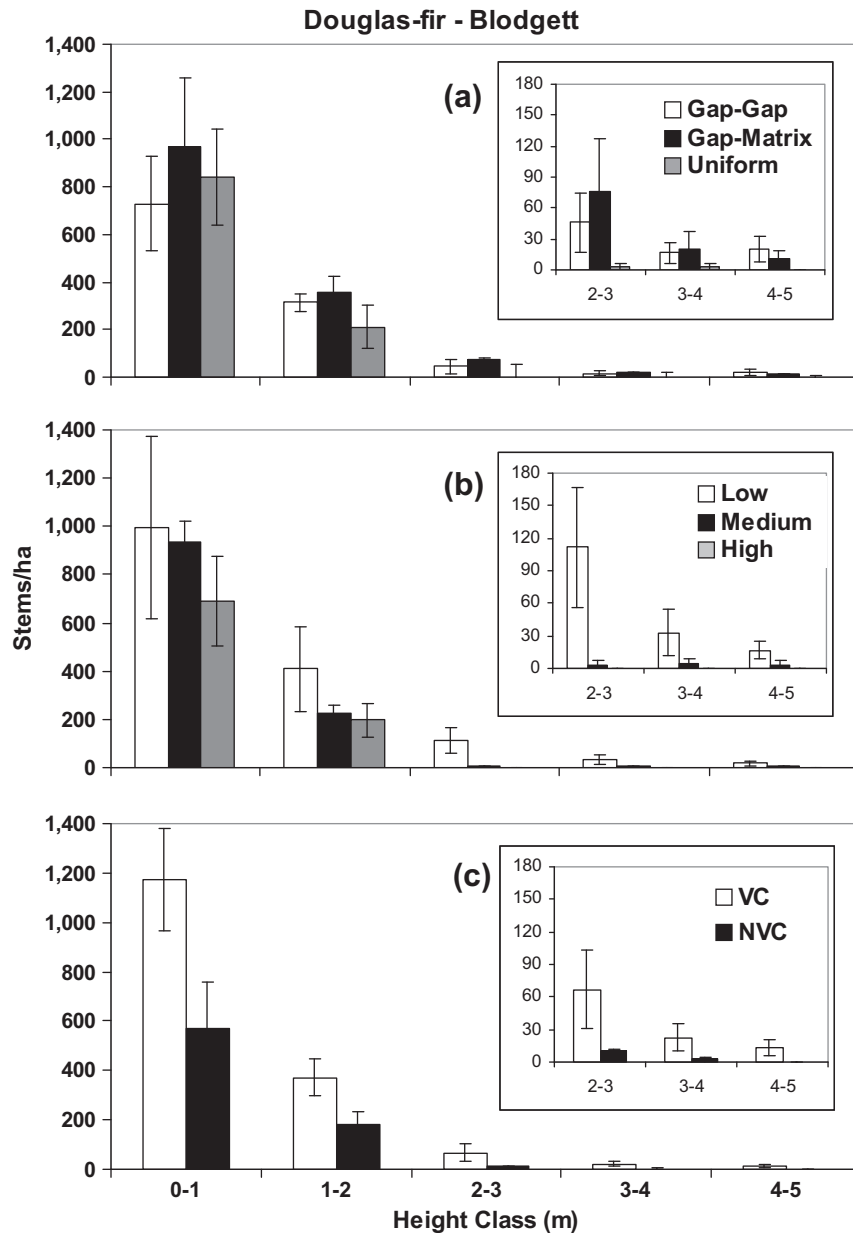 Douglas-fir - Blodgett
1,400
1,200
1,000
800
600
400
200
0
(a)
180
150
120
90
60
30
0
Gap-Gap
Gap-Matrix
Uniform
2-3 3-4 4-5
Stems/ha
1,400
1,200
1,000
800
600
400
200
0
(b)
180
150
120
90
60
30
0
Low
Medium
High
2-3 3-4 4-5
1,400
1,200
1,000
800
600
400
200
0
(c)
180
150
120
90
60
30
0
VC
NVC
2-3 3-4 4-5
0-1 1-2 2-3 3-4 4-5
Height Class (m)